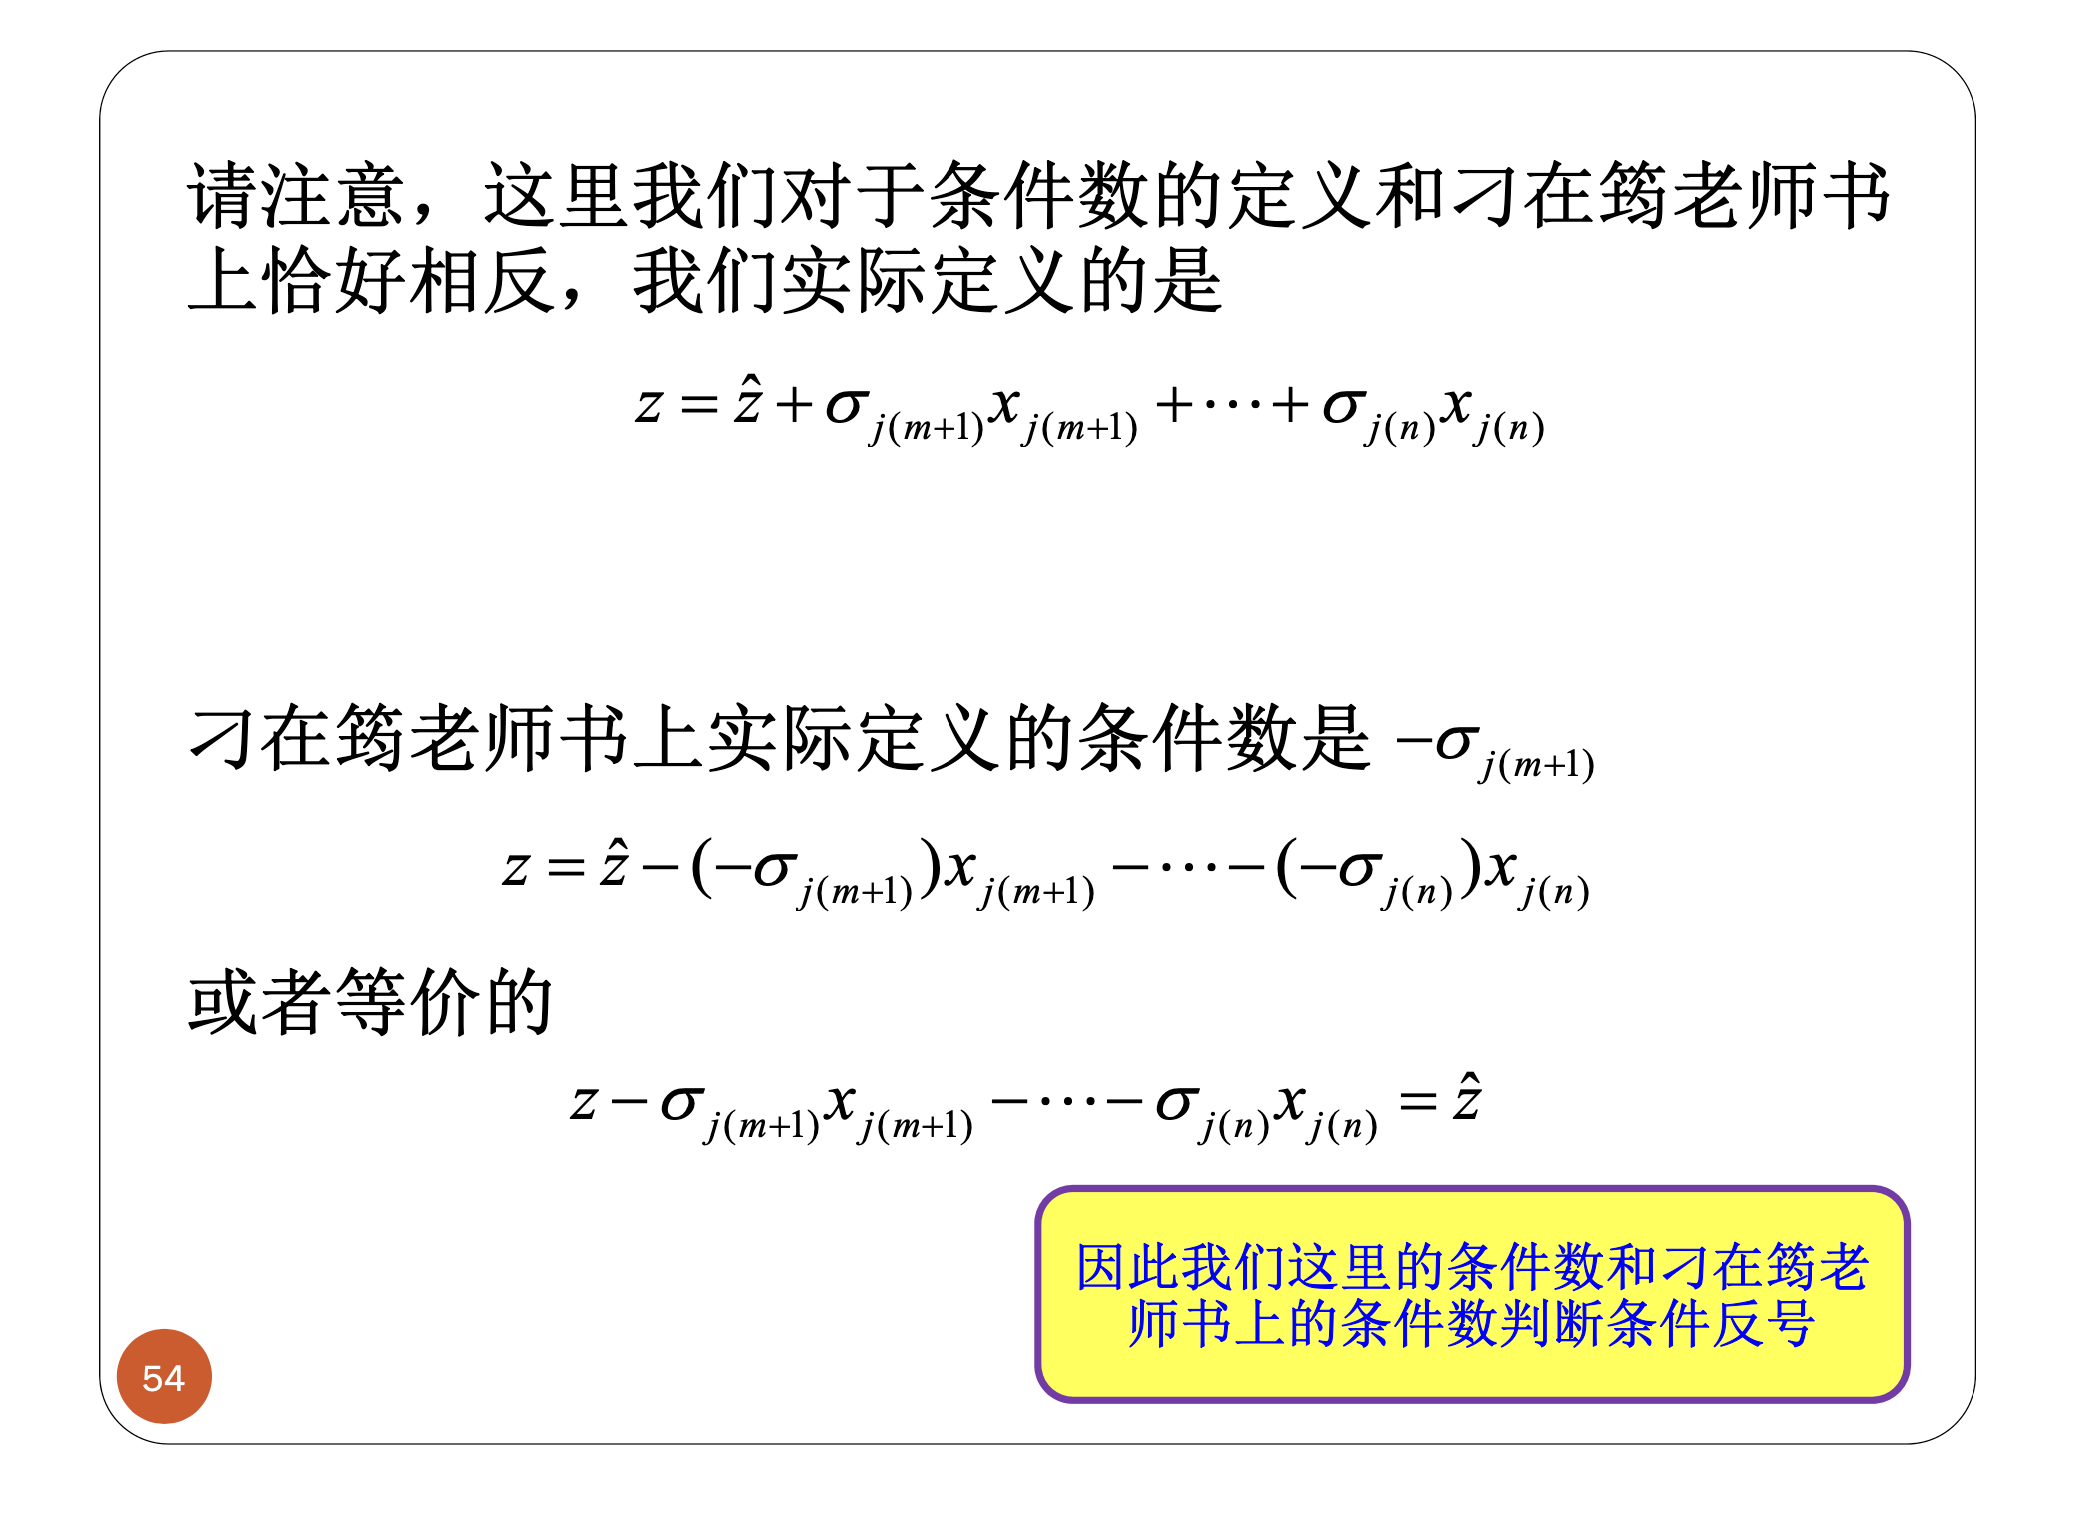 请注意，这里我们对于条件数的定义和刁在筠老师书
上恰好相反，我们实际定义的是
$z = \hat{z} + \sigma_{j(m+1)} x_{j(m+1)} + \cdots + \sigma_{j(n)} x_{j(n)}$
刁在筠老师书上实际定义的条件数是 $-\sigma_{j(m+1)}$
$z = \hat{z} - (-\sigma_{j(m+1)}) x_{j(m+1)} - \cdots - (-\sigma_{j(n)}) x_{j(n)}$
或者等价的
$z - \sigma_{j(m+1)} x_{j(m+1)} - \cdots - \sigma_{j(n)} x_{j(n)} = \hat{z}$
因此我们这里的条件数和刁在筠老
师书上的条件数判断条件反号
54